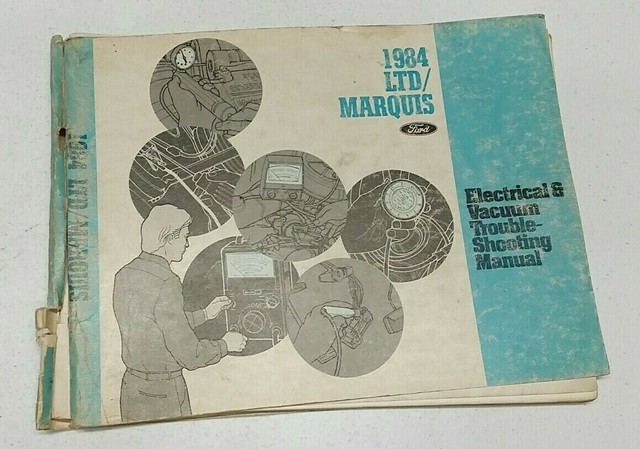 1984
LTD/
MARQUIS
Ford
Electrical &
Vacuum
Trouble-
Shooting
Manual
1984 LTD/MARQUIS